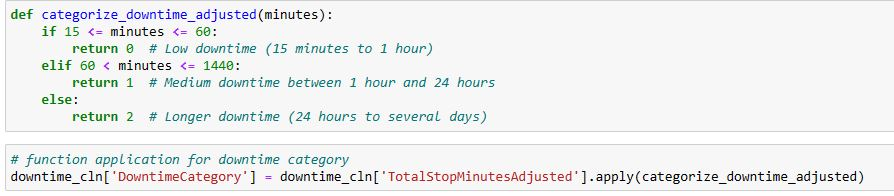 def categorize_downtime_adjusted(minutes):
    if 15 <= minutes <= 60:
        return 0  # Low downtime (15 minutes to 1 hour)
    elif 60 < minutes <= 1440:
        return 1  # Medium downtime between 1 hour and 24 hours
    else:
        return 2  # Longer downtime (24 hours to several days)
# function application for downtime category
downtime_cln['DowntimeCategory'] = downtime_cln['TotalStopMinutesAdjusted'].apply(categorize_downtime_adjusted)